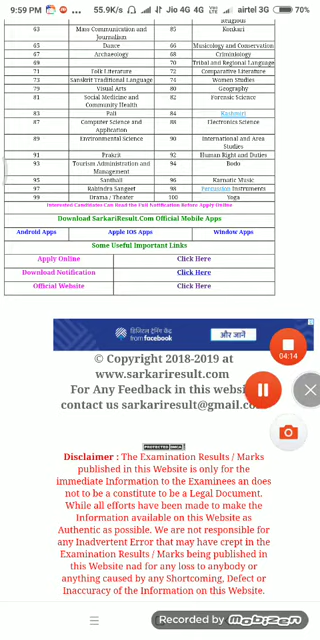 9:59 PM ... 55.9K/s Jio 4G 4G VoLTE airtel 3G 70%
Religious
63 Mass Communication and Journalism 85 Konkani
65 Dance 66 Musicology and Conservation
67 Archaeology 68 Criminology
69 70 Tribal and Regional Language
71 Folk Literature 72 Comparative Literature
73 Sanskrit Traditional Language 74 Women Studies
79 Visual Arts 80 Geography
81 Social Medicine and Community Health 82 Forensic Science
83 Pali 84 Kashmiri
87 Computer Science and Application 88 Electronics Science
89 Environmental Science 90 International and Area Studies
91 Prakrit 92 Human Right and Duties
93 Tourism Administration and Management 94 Bodo
95 Santhali 96 Karnatic Music
97 Rabindra Sangeet 98 Percussion Instruments
99 Drama / Theater 100 Yoga
Interested Candidates Can Read the Full Notification Before Apply Online
Download SarkariResult.Com Official Mobile Apps
Android Apps Apple IOS Apps Window Apps
Some Useful Important Links
Apply Online Click Here
Download Notification Click Here
Official Website Click Here
डिजिटल ट्रेनिंग केंद्र
from facebook
और जानें
04:14
© Copyright 2018-2019 at
www.sarkariresult.com
For Any Feedback in this
contact us sarkariresult@gmail.co
PROTECTED DMCA
Disclaimer : The Examination Results / Marks
published in this Website is only for the
immediate Information to the Examinees an does
not to be a constitute to be a Legal Document.
While all efforts have been made to make the
Information available on this Website as
Authentic as possible. We are not responsible for
any Inadvertent Error that may have crept in the
Examination Results / Marks being published in
this Website nad for any loss to anybody or
anything caused by any Shortcoming, Defect or
Inaccuracy of the Information on this Website.
Recorded by mobizen